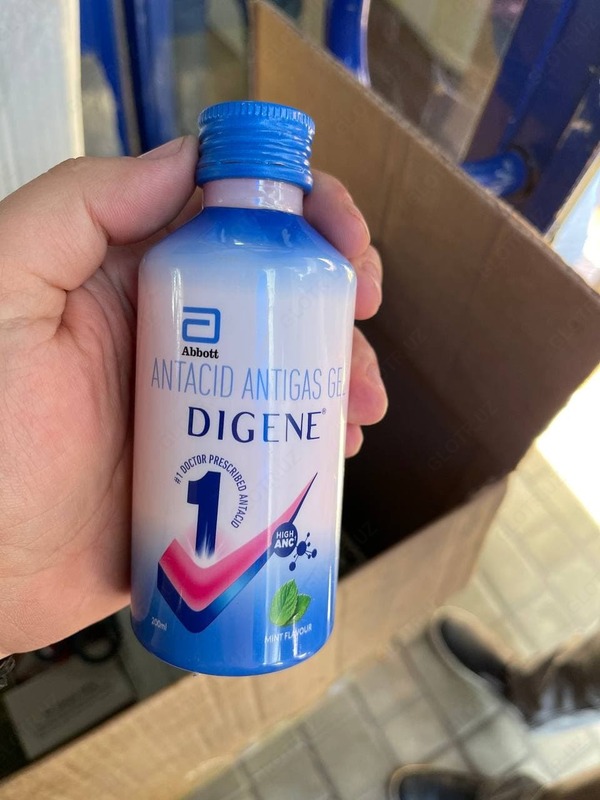 Abbott
ANTACID ANTIGAS GEL
DIGENE®
#1 DOCTOR PRESCRIBED ANTACID
1
HIGH
ANC
200ml
MINT FLAVOUR